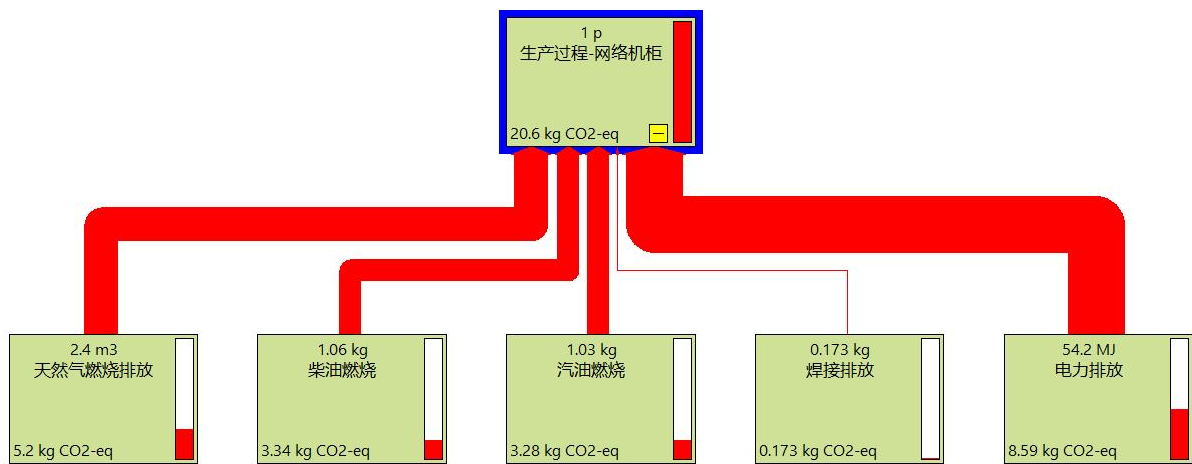 1 p
生产过程-网络机柜
20.6 kg CO2-eq
2.4 m3
天然气燃烧排放
5.2 kg CO2-eq
1.06 kg
柴油燃烧
3.34 kg CO2-eq
1.03 kg
汽油燃烧
3.28 kg CO2-eq
0.173 kg
焊接排放
0.173 kg CO2-eq
54.2 MJ
电力排放
8.59 kg CO2-eq